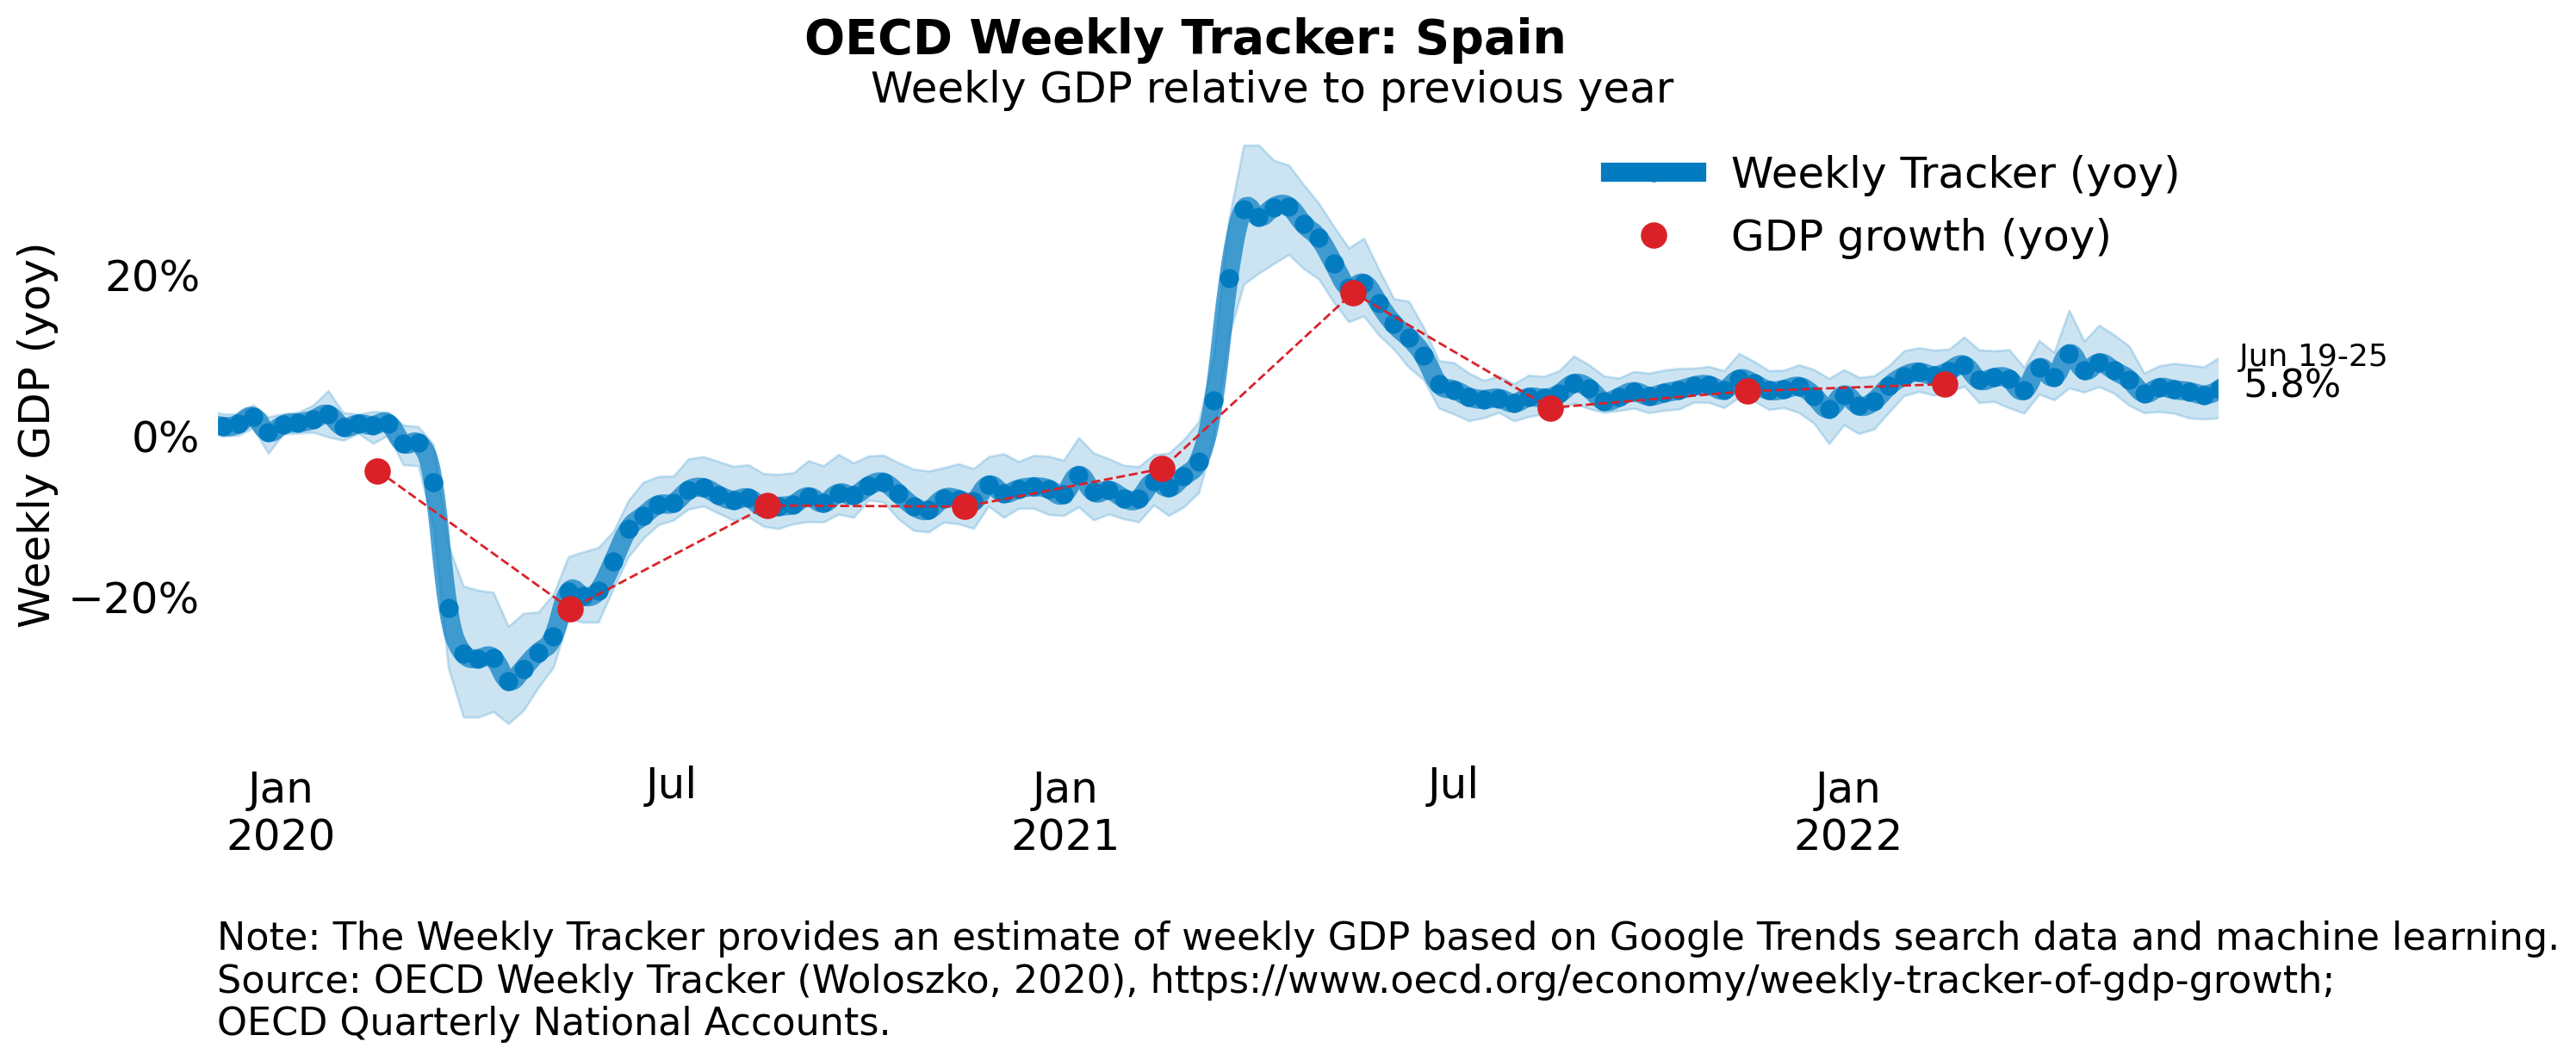 OECD Weekly Tracker: Spain
Weekly GDP relative to previous year
Weekly Tracker (yoy)
GDP growth (yoy)
Weekly GDP (yoy)
20%
0%
−20%
Jun 19-25
5.8%
Jan
2020
Jul
Jan
2021
Jul
Jan
2022
Note: The Weekly Tracker provides an estimate of weekly GDP based on Google Trends search data and machine learning.
Source: OECD Weekly Tracker (Woloszko, 2020), https://www.oecd.org/economy/weekly-tracker-of-gdp-growth;
OECD Quarterly National Accounts.